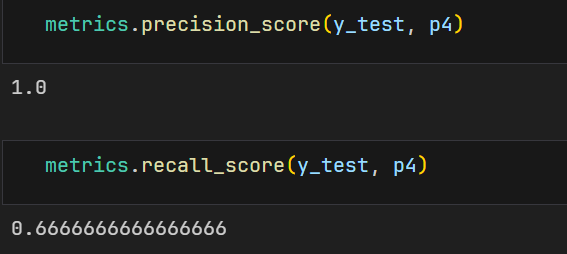 metrics.precision_score(y_test, p4)
1.0
metrics.recall_score(y_test, p4)
0.6666666666666666